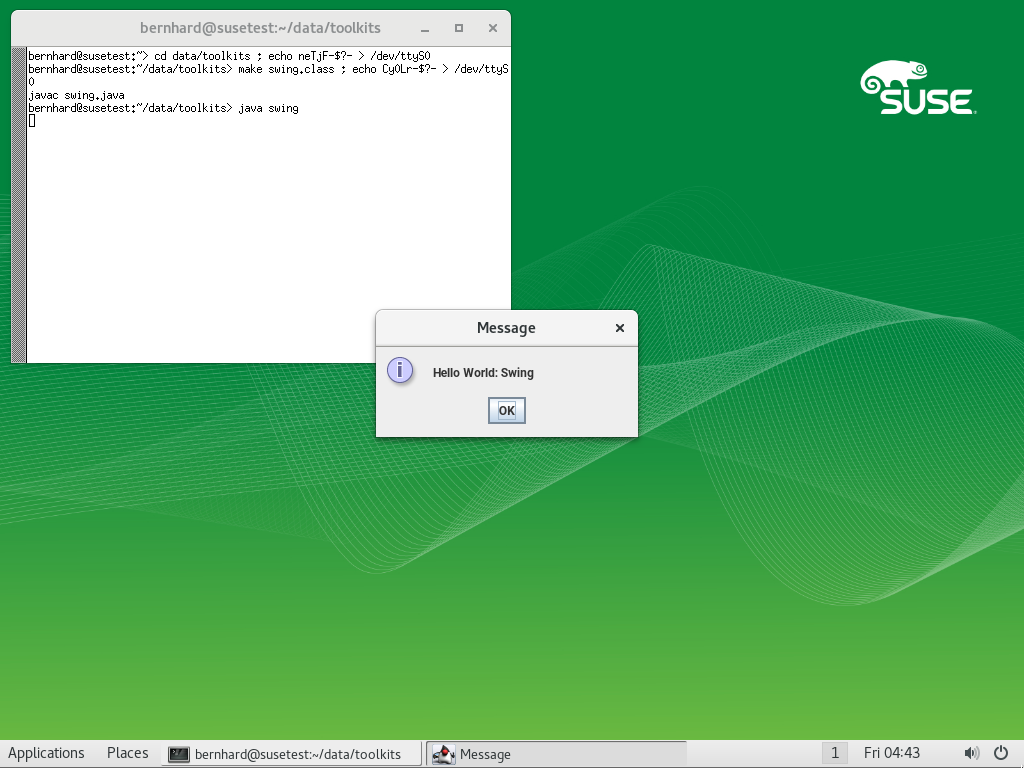 bernhard@susetest:~/data/toolkits
bernhard@susetest:~> cd data/toolkits ; echo neTjF-$?- > /dev/ttyS0
bernhard@susetest:~/data/toolkits> make swing.class ; echo CyOLr-$?- > /dev/ttyS
0
javac swing.java
bernhard@susetest:~/data/toolkits> java swing
SUSE
Message
i
Hello World: Swing
OK
Applications
Places
bernhard@susetest:~/data/toolkits
Message
1
Fri 04:43